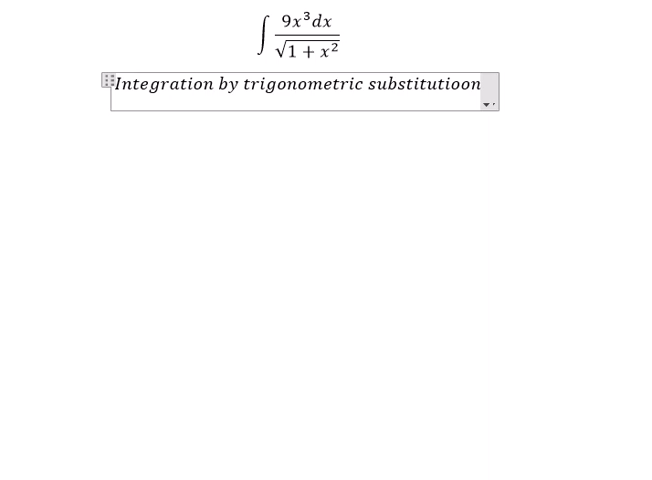 ∫ 9x³dx / √1 + x²
Integration by trigonometric substitutioon